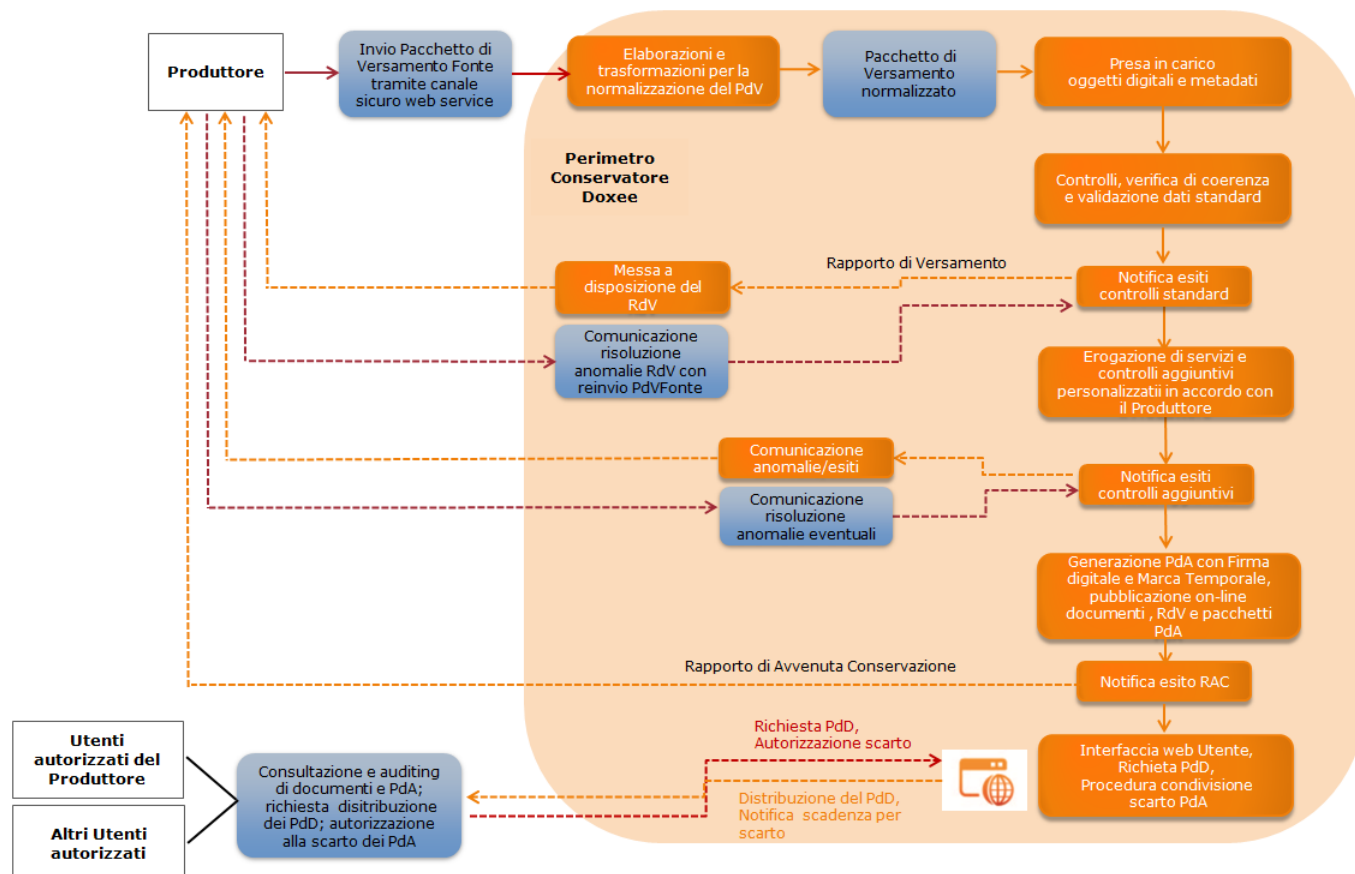 Produttore
Invio Pacchetto di
Versamento Fonte
tramite canale
sicuro web service
Elaborazioni e
trasformazioni per la
normalizzazione del PdV
Pacchetto di
Versamento
normalizzato
Presa in carico
oggetti digitali e metadati
Perimetro
Conservatore
Doxee
Controlli, verifica di coerenza
e validazione dati standard
Rapporto di Versamento
Messa a
disposizione del
RdV
Notifica esiti
controlli standard
Comunicazione
risoluzione
anomalie RdV con
reinvio PdVFonte
Erogazione di servizi e
controlli aggiuntivi
personalizzatii in accordo con
il Produttore
Comunicazione
anomalie/esiti
Notifica esiti
controlli aggiuntivi
Comunicazione
risoluzione
anomalie eventuali
Generazione PdA con Firma
digitale e Marca Temporale,
pubblicazione on-line
documenti , RdV e pacchetti
PdA
Rapporto di Avvenuta Conservazione
Notifica esito RAC
Utenti
autorizzati del
Produttore
Altri Utenti
autorizzati
Consultazione e auditing
di documenti e PdA;
richiesta disitribuzione
dei PdD; autorizzazione
alla scarto dei PdA
Richiesta PdD,
Autorizzazione scarto
Distribuzione del PdD,
Notifica scadenza per
scarto
Interfaccia web Utente,
Richieta PdD,
Procedura condivisione
scarto PdA